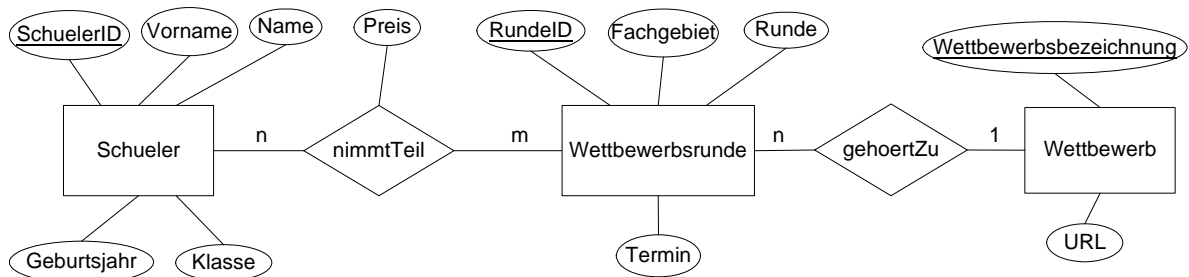 SchuelerID Vorname Name Preis RundeID Fachgebiet Runde Wettbewerbsbezeichnung
Schueler n nimmtTeil m Wettbewerbsrunde n gehoertZu 1 Wettbewerb
Geburtsjahr Klasse Termin URL